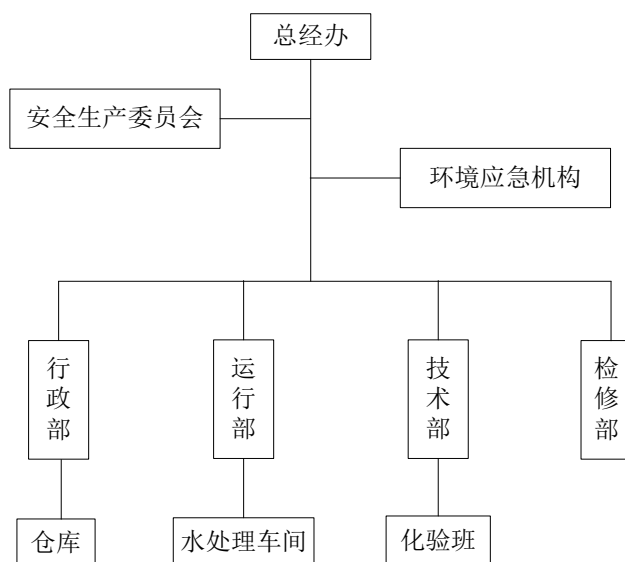 总经办
安全生产委员会
环境应急机构
行政部
运行部
技术部
检修部
仓库
水处理车间
化验班